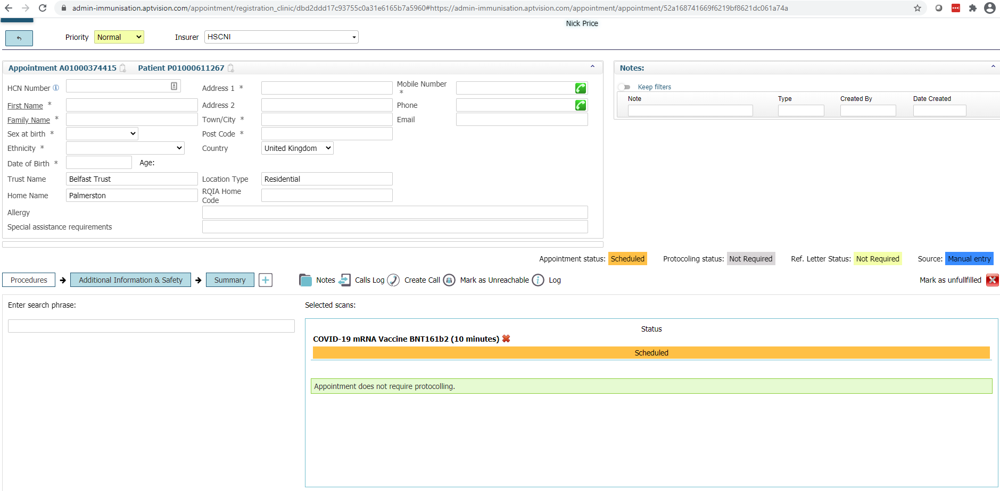 admin-immunisation.aptvision.com/appointment/registration_clinic/dbd2ddd17c93755c0a31e6165b7a5960#https://admin-immunisation.aptvision.com/appointment/appointment/52a168741669f6219bf8621dc061a74a
Nick Price
Priority Normal Insurer HSCNI
Appointment A01000374415 Patient P01000611267
HCN Number Address 1 * Mobile Number *
First Name * Address 2 Phone
Family Name * Town/City * Email
Sex at birth * Post Code *
Ethnicity * Country United Kingdom
Date of Birth * Age:
Trust Name Belfast Trust Location Type Residential
Home Name Palmerston RQIA Home Code
Allergy
Special assistance requirements
Notes:
Keep filters
Note Type Created By Date Created
Appointment status: Scheduled Protocoling status: Not Required Ref. Letter Status: Not Required Source: Manual entry
Procedures Additional Information & Safety Summary Notes Calls Log Create Call Mark as Unreachable Log Mark as unfullfilled
Enter search phrase:
Selected scans:
Status
COVID-19 mRNA Vaccine BNT161b2 (10 minutes)
Scheduled
Appointment does not require protocolling.